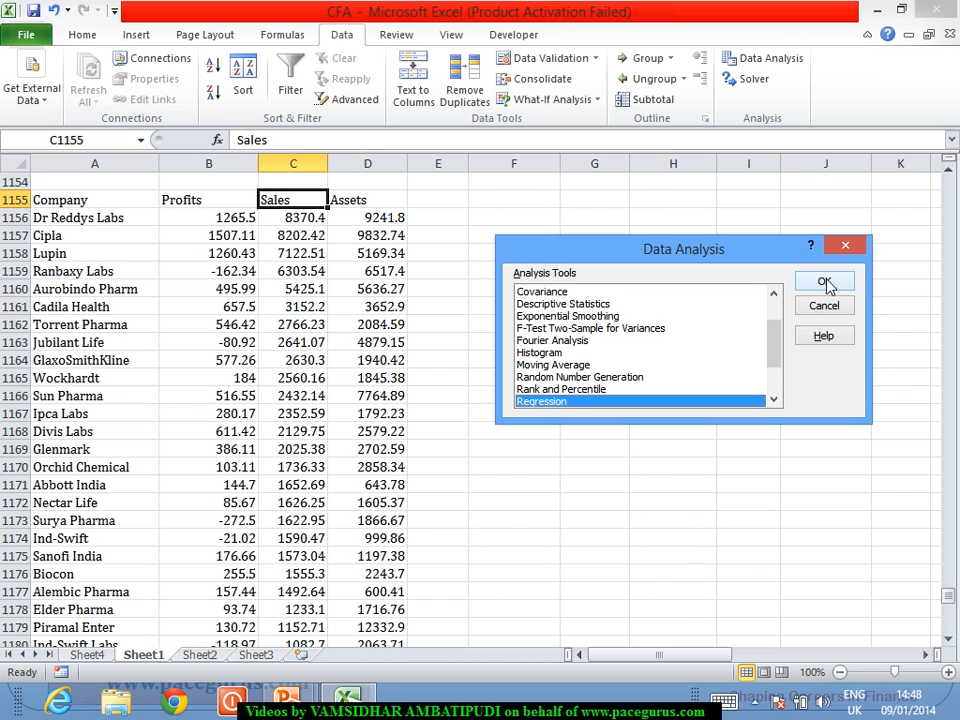 CFA - Microsoft Excel (Product Activation Failed)
File Home Insert Page Layout Formulas Data Review View Developer
Get External Data
Refresh All
Connections
Properties
Edit Links
Connections
Sort
Filter
Clear
Reapply
Advanced
Sort & Filter
Text to Columns
Remove Duplicates
Data Validation
Consolidate
What-If Analysis
Data Tools
Group
Ungroup
Subtotal
Outline
Data Analysis
Solver
Analysis
C1155 fx Sales
A B C D E F G H I J K
1154
1155 Company Profits Sales Assets
1156 Dr Reddys Labs 1265.5 8370.4 9241.8
1157 Cipla 1507.11 8202.42 9832.74
1158 Lupin 1260.43 7122.51 5169.34
1159 Ranbaxy Labs -162.34 6303.54 6517.4
1160 Aurobindo Pharm 495.99 5425.1 5636.27
1161 Cadila Health 657.5 3152.2 3652.9
1162 Torrent Pharma 546.42 2766.23 2084.59
1163 Jubilant Life -80.92 2641.07 4879.15
1164 GlaxoSmithKline 577.26 2630.3 1940.42
1165 Wockhardt 184 2560.16 1845.38
1166 Sun Pharma 516.55 2432.14 7764.89
1167 Ipca Labs 280.17 2352.59 1792.23
1168 Divis Labs 611.42 2129.75 2579.22
1169 Glenmark 386.11 2025.38 2702.59
1170 Orchid Chemical 103.11 1736.33 2858.34
1171 Abbott India 144.7 1652.69 643.78
1172 Nectar Life 85.67 1626.25 1605.37
1173 Surya Pharma -272.5 1622.95 1866.67
1174 Ind-Swift -21.02 1590.47 999.86
1175 Sanofi India 176.66 1573.04 1197.38
1176 Biocon 255.5 1555.3 2243.7
1177 Alembic Pharma 157.44 1492.64 600.41
1178 Elder Pharma 93.74 1233.1 1716.76
1179 Piramal Enter 130.72 1152.71 12332.9
1180 Ind-Swift Labs -118.97 1082.7 2063.71
Data Analysis
Analysis Tools
Covariance
Descriptive Statistics
Exponential Smoothing
F-Test Two-Sample for Variances
Fourier Analysis
Histogram
Moving Average
Random Number Generation
Rank and Percentile
Regression
OK
Cancel
Help
Sheet4 Sheet1 Sheet2 Sheet3
Ready 100%
www.pacegurus.com
Shaping Careers Finan
ENG
UK
14:48
09/01/2014
Videos by VAMSIDHAR AMBATIPUDI on behalf of www.pacegurus.com